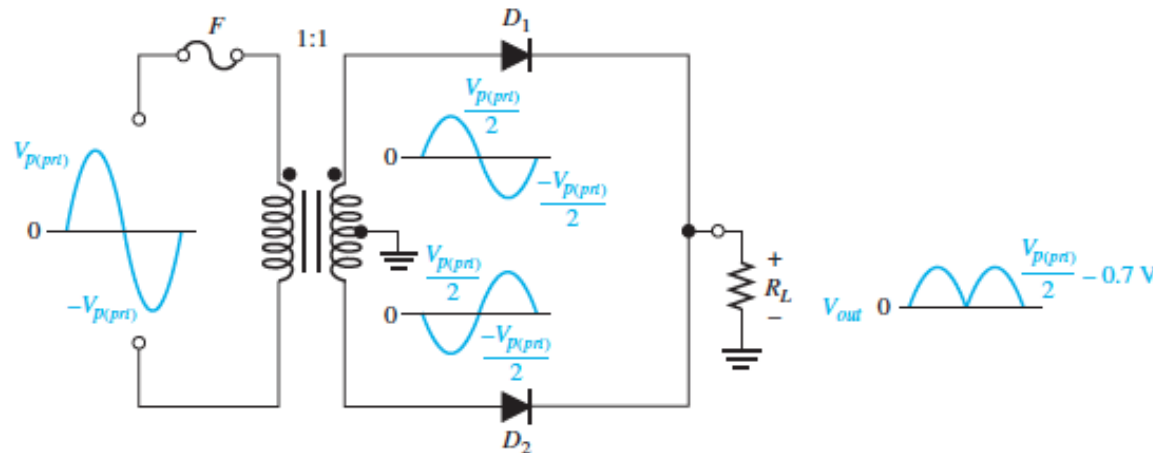 F
1:1
D1
Vp(pri)
0
−Vp(pri)
Vp(pri)/2
0
−Vp(pri)/2
Vp(pri)/2
0
−Vp(pri)/2
D2
+
RL
−
Vout 0
Vp(pri)/2 – 0.7 V